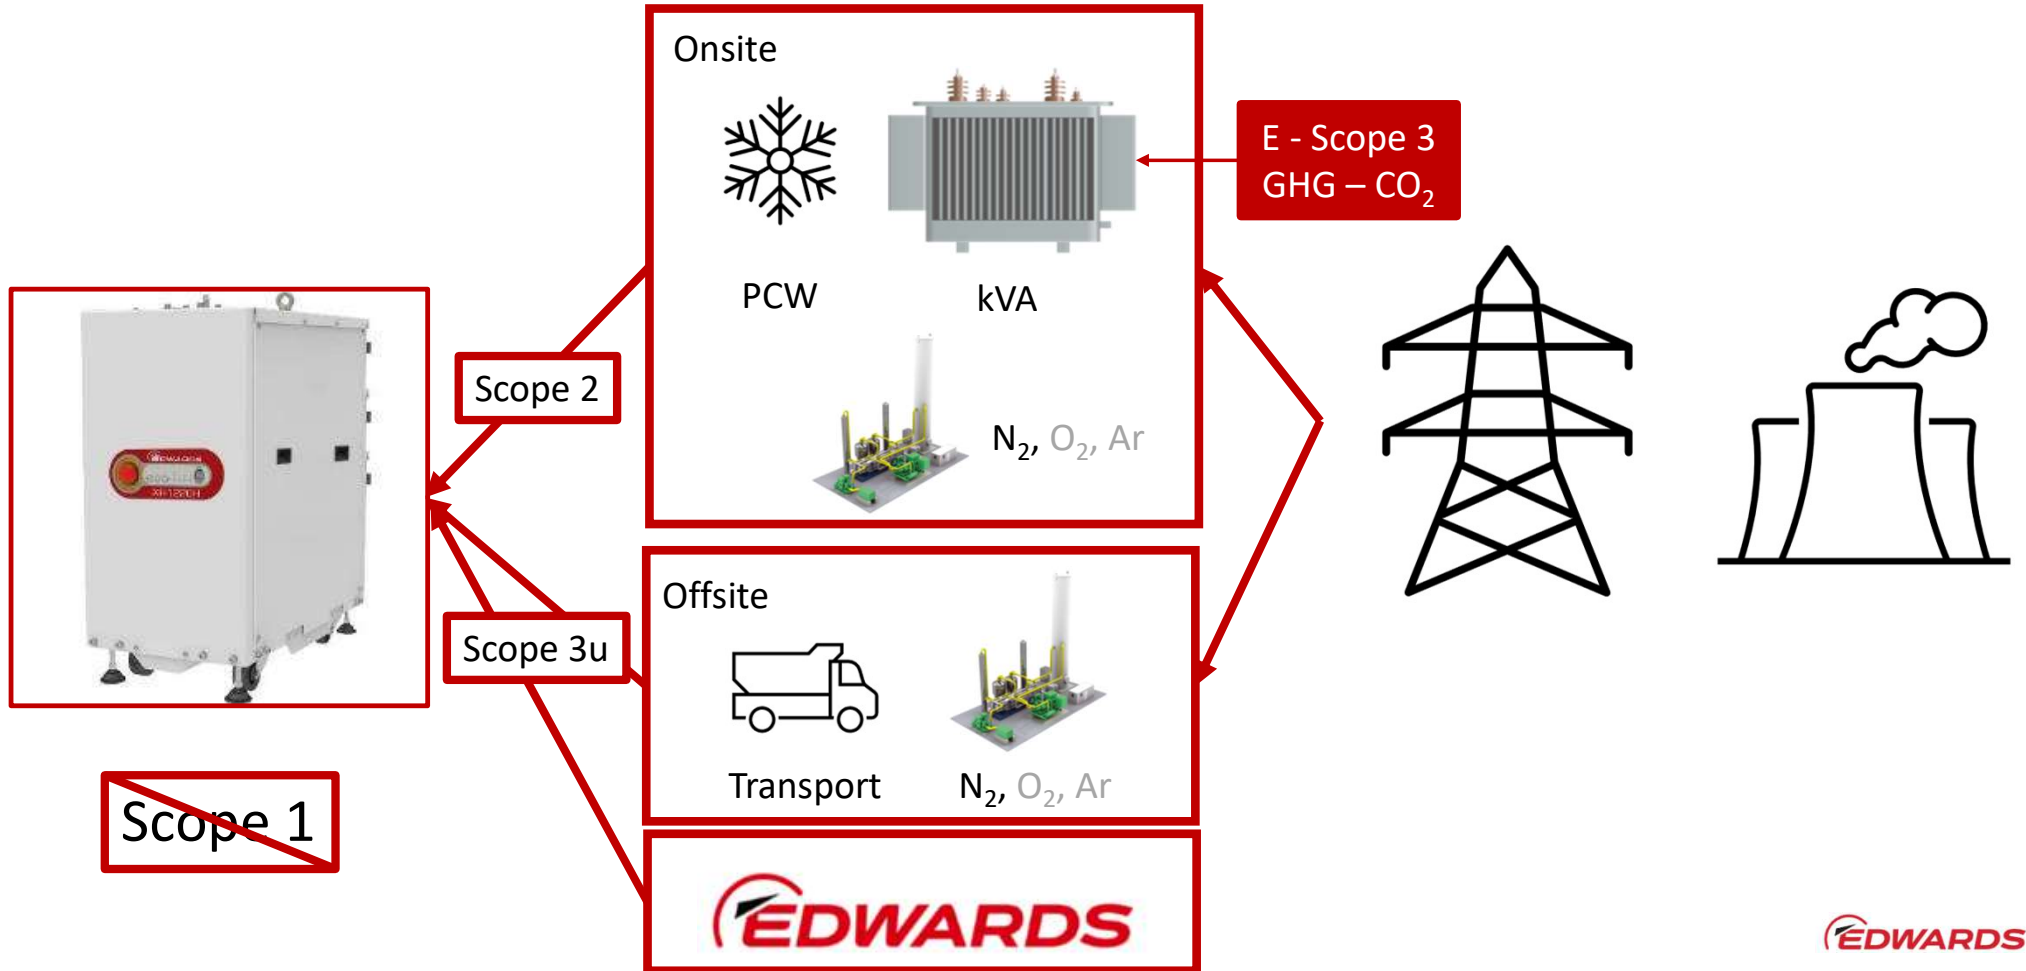 Onsite
PCW
kVA
N₂, O₂, Ar
E - Scope 3
GHG – CO₂
Scope 2
EDWARDS
Scope 3u
Scope 1
Offsite
Transport
N₂, O₂, Ar
EDWARDS
EDWARDS